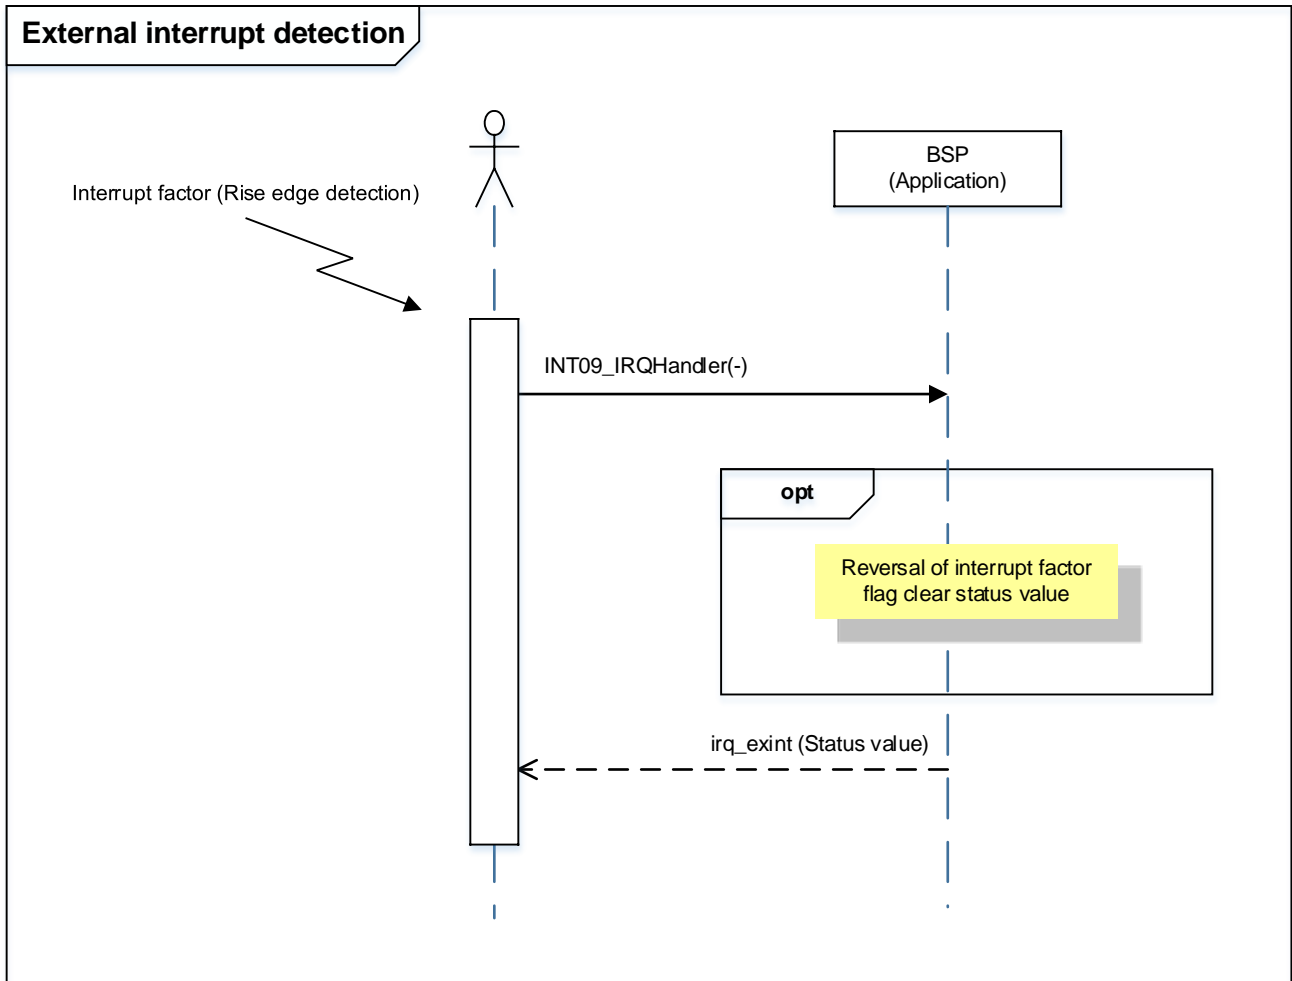 External interrupt detection
BSP
(Application)
Interrupt factor (Rise edge detection)
INT09_IRQHandler(-)
opt
Reversal of interrupt factor
flag clear status value
irq_exint (Status value)